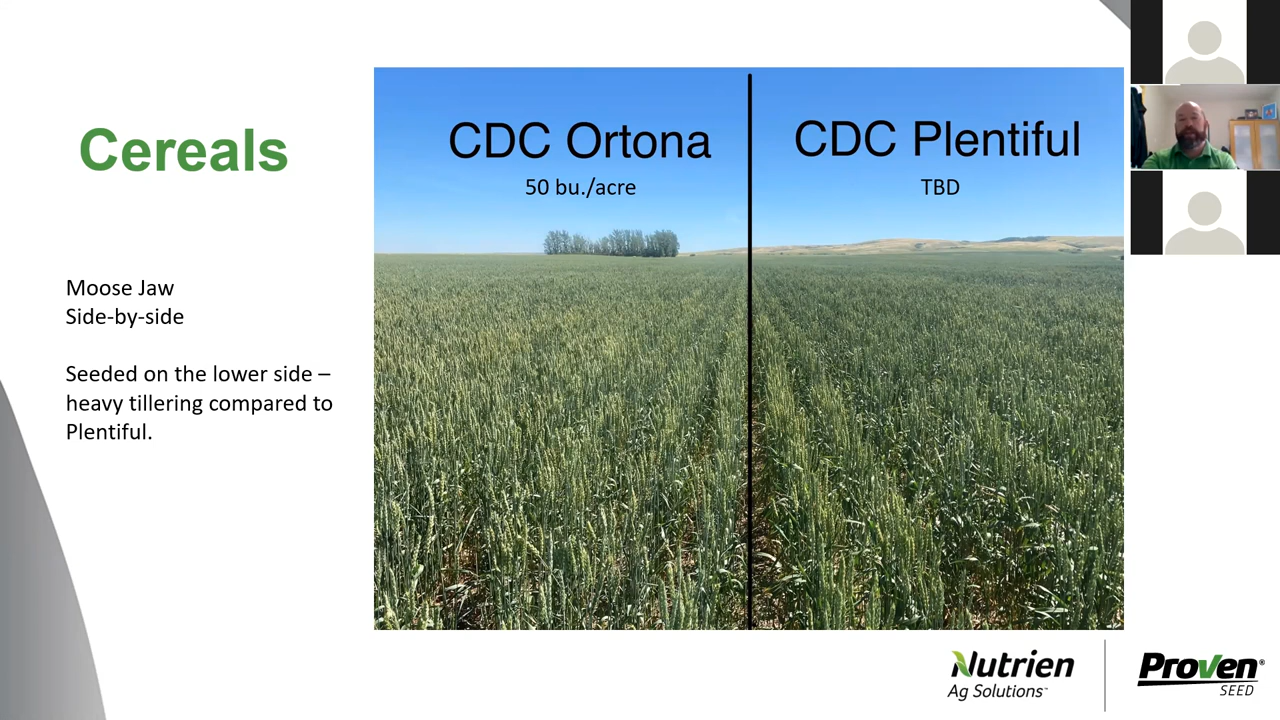 Cereals
Moose Jaw
Side-by-side
Seeded on the lower side –
heavy tillering compared to
Plentiful.
CDC Ortona
50 bu./acre
CDC Plentiful
TBD
Nutrien
Ag Solutions™
Proven®
SEED